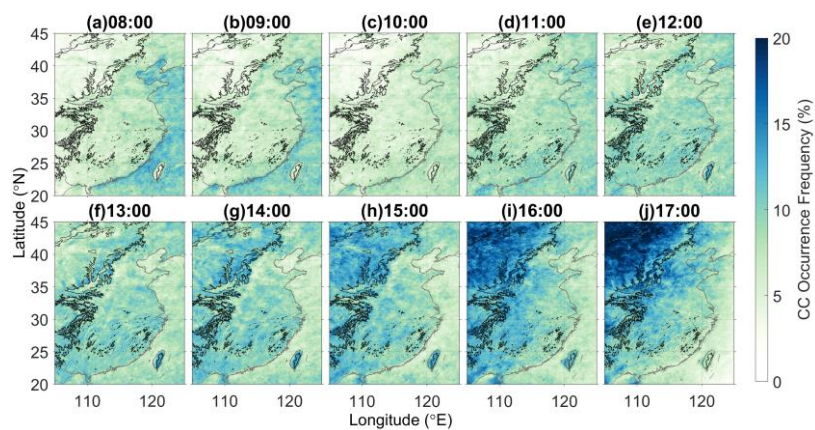 (a)08:00 (b)09:00 (c)10:00 (d)11:00 (e)12:00
45
40
35
30
25
20
(f)13:00 (g)14:00 (h)15:00 (i)16:00 (j)17:00
45
40
35
30
25
20
110 120 110 120 110 120 110 120 110 120
Latitude (°N)
Longitude (°E)
20
15
10
5
0
CC Occurrence Frequency (%)